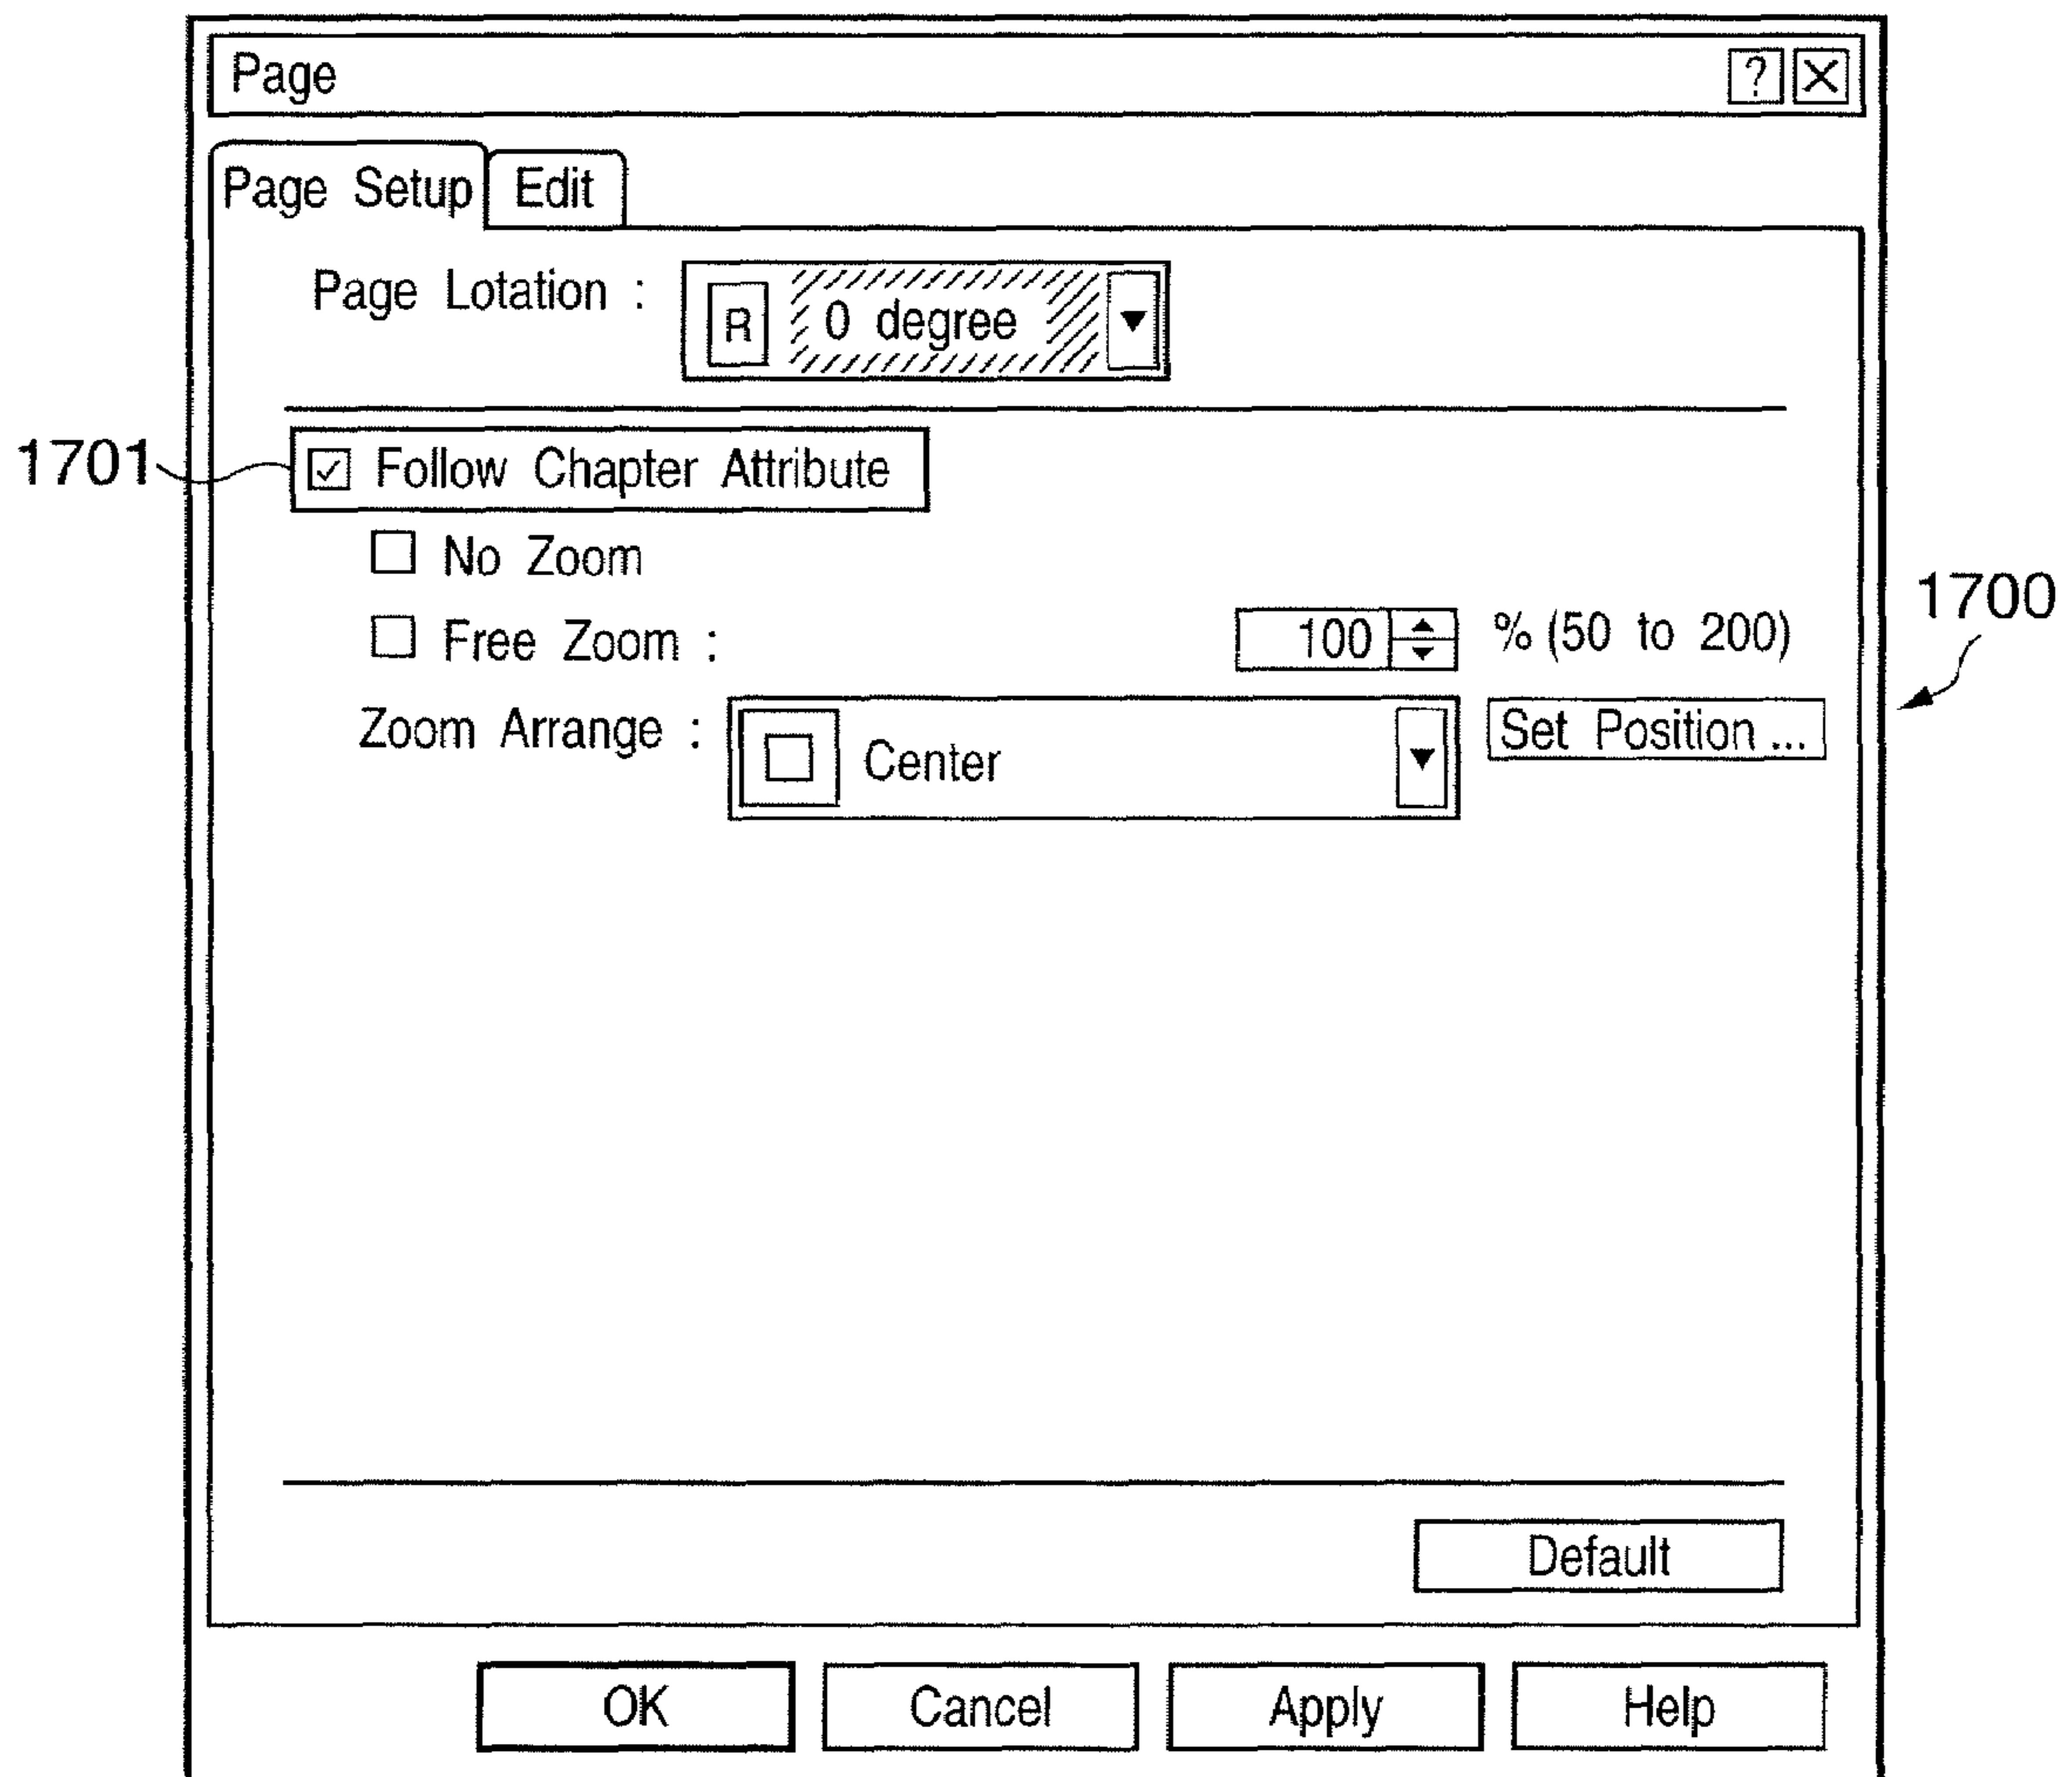 Page ?
Page Setup Edit
Page Lotation : R 0 degree
1701 Follow Chapter Attribute
No Zoom
1700
Free Zoom : 100 % (50 to 200)
Zoom Arrange : Center Set Position ...
Default
OK Cancel Apply Help